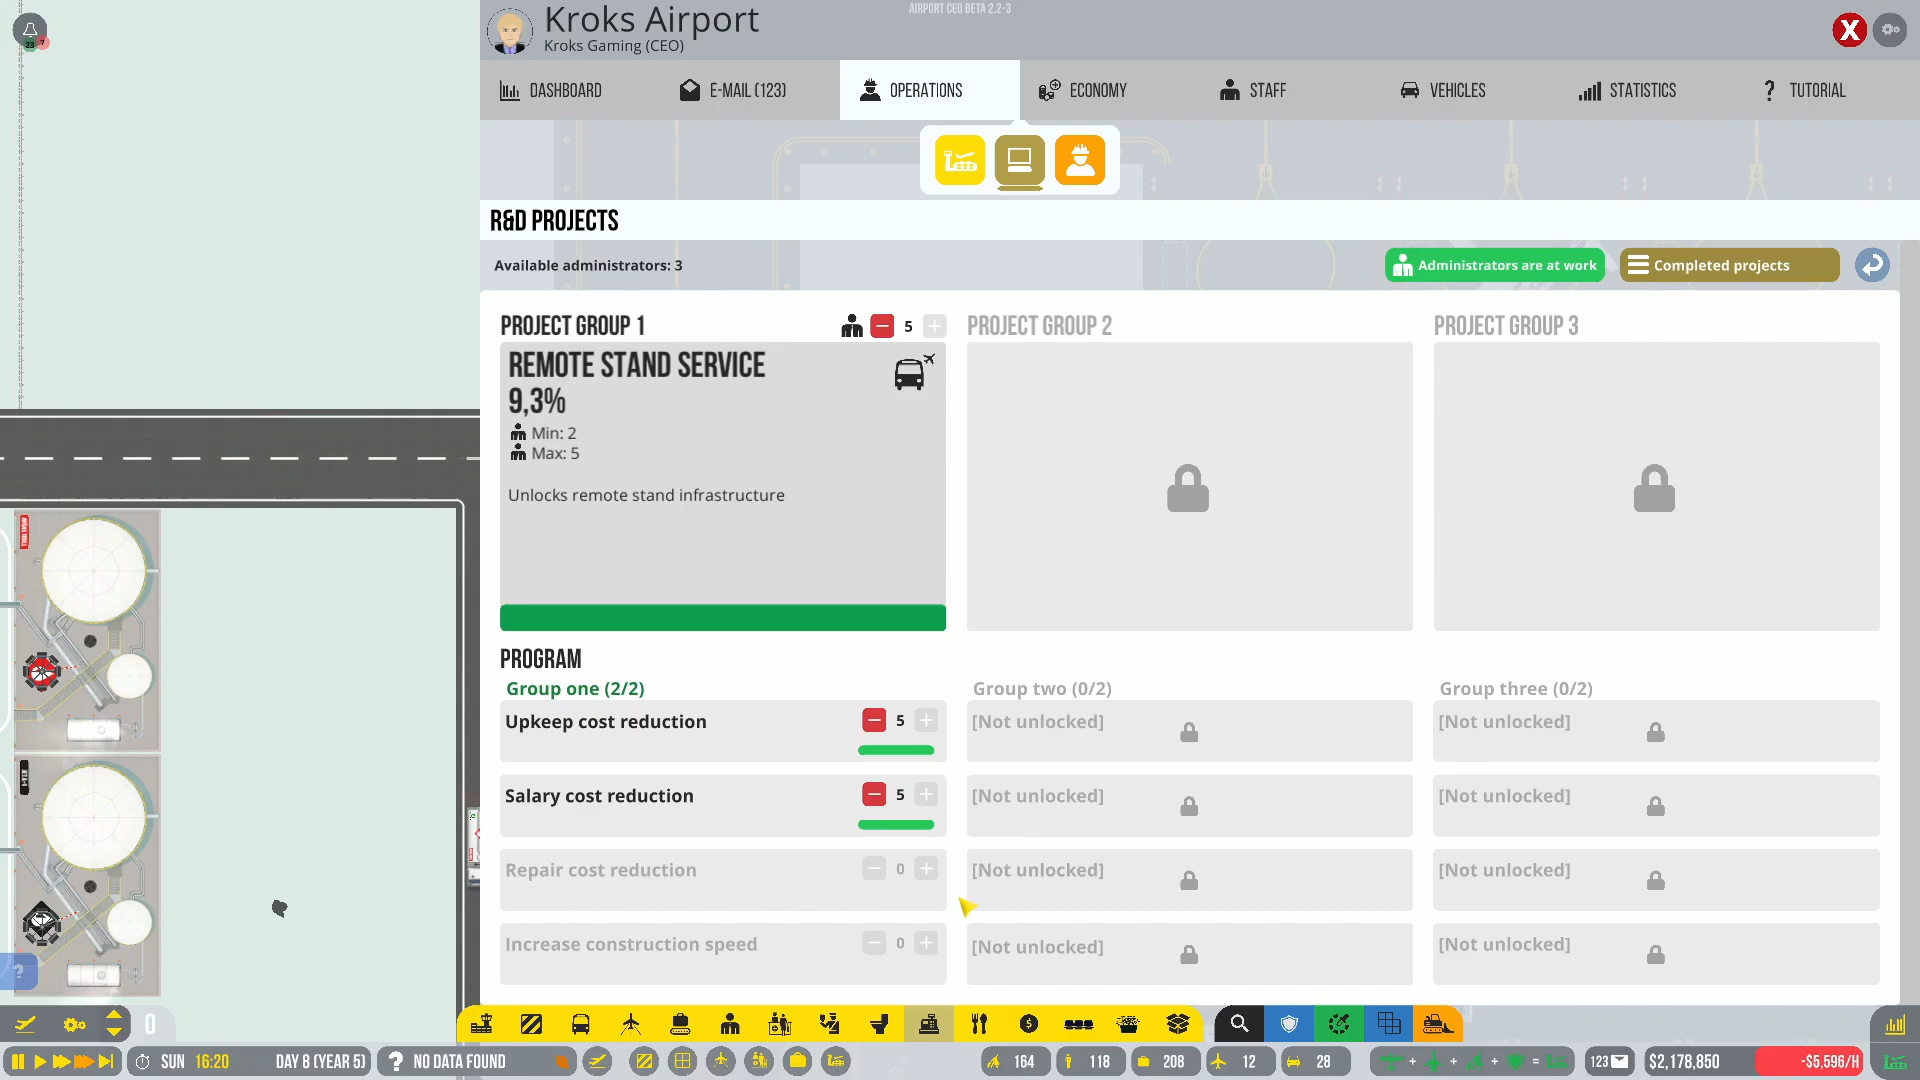 AIRPORT CEO BETA 2.2-3
23 7
Kroks Airport
Kroks Gaming (CEO)
X
DASHBOARD
E-MAIL (123)
OPERATIONS
ECONOMY
STAFF
VEHICLES
STATISTICS
? TUTORIAL
R&D PROJECTS
Available administrators: 3
Administrators are at work
Completed projects
PROJECT GROUP 1
5
PROJECT GROUP 2
PROJECT GROUP 3
REMOTE STAND SERVICE
9,3%
Min: 2
Max: 5
Unlocks remote stand infrastructure
PROGRAM
Group one (2/2)
Group two (0/2)
Group three (0/2)
Upkeep cost reduction
5
[Not unlocked]
[Not unlocked]
Salary cost reduction
5
[Not unlocked]
[Not unlocked]
Repair cost reduction
0
[Not unlocked]
[Not unlocked]
Increase construction speed
0
[Not unlocked]
[Not unlocked]
?
0
SUN 16:20
DAY 8 (YEAR 5)
? NO DATA FOUND
164
118
208
12
28
+ + + =
123
$2,178,850
-$5,596/H